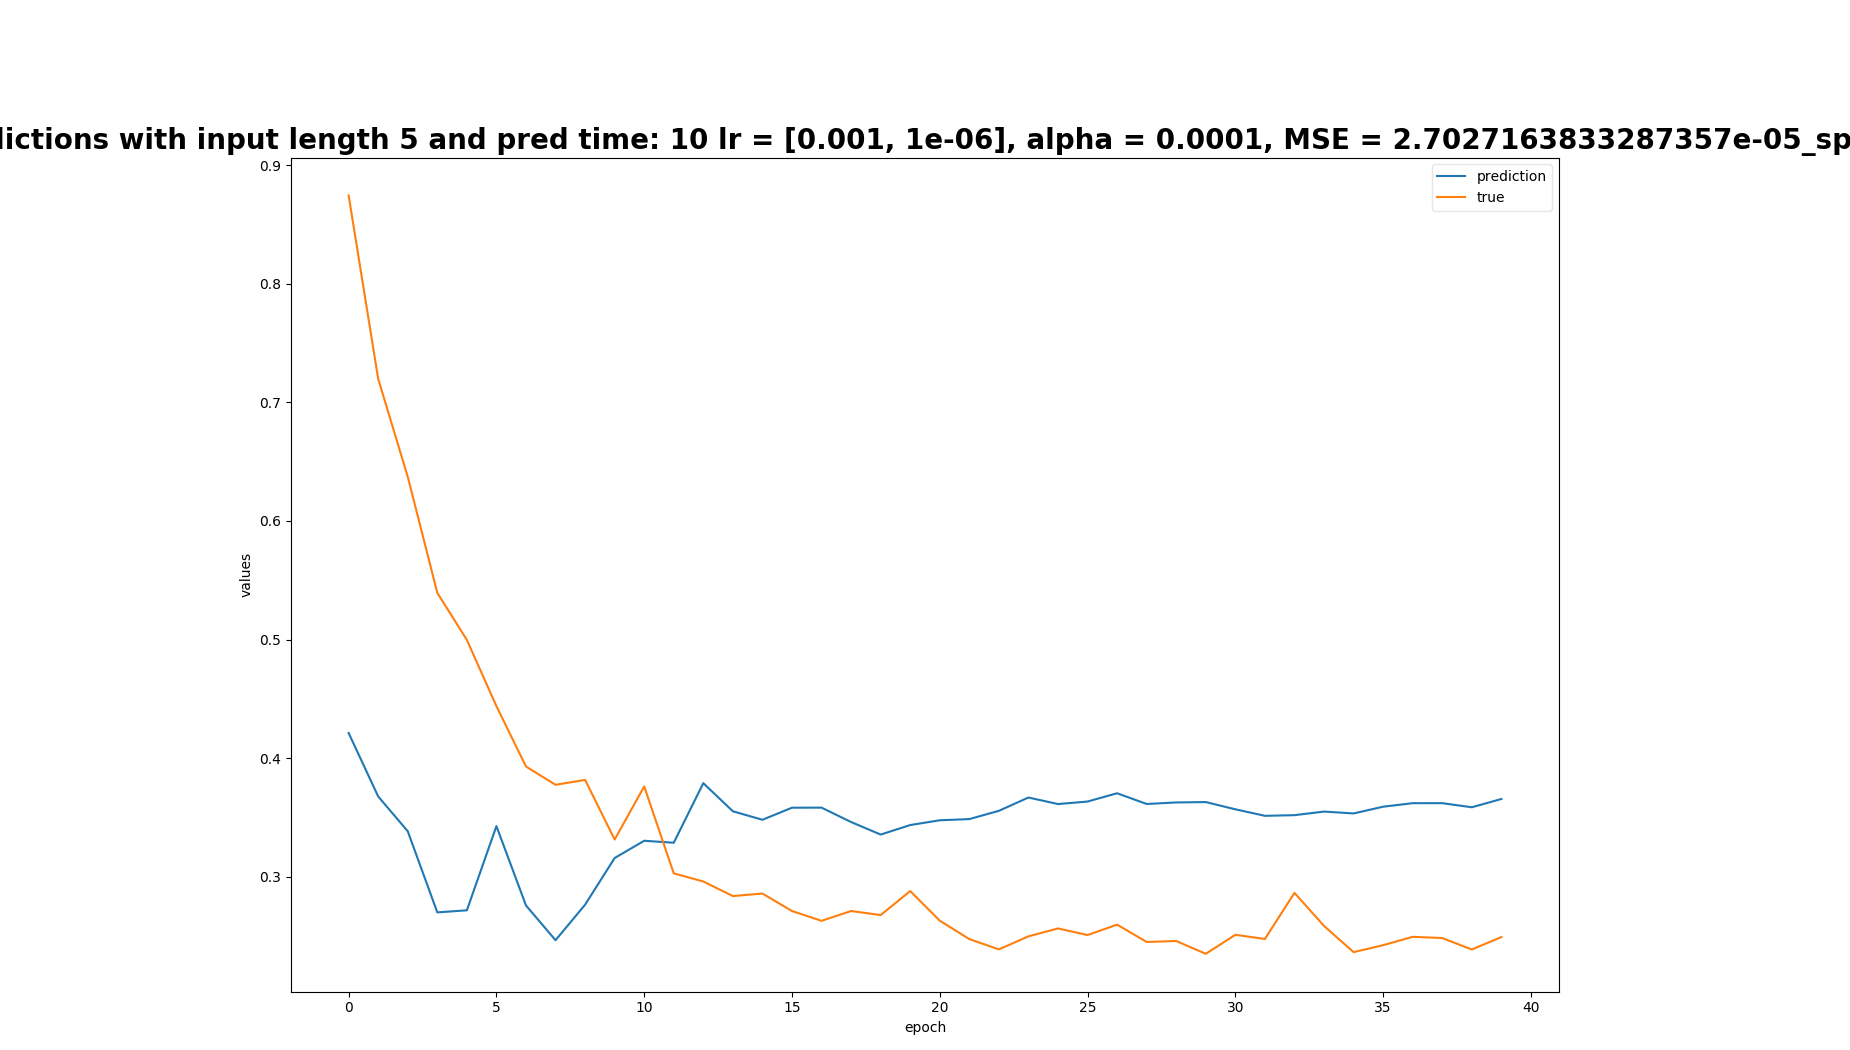 dictions with input length 5 and pred time: 10 lr = [0.001, 1e-06], alpha = 0.0001, MSE = 2.7027163833287357e-05_sp
prediction
true
0.9
0.8
0.7
0.6
0.5
0.4
0.3
values
0 5 10 15 20 25 30 35 40
epoch